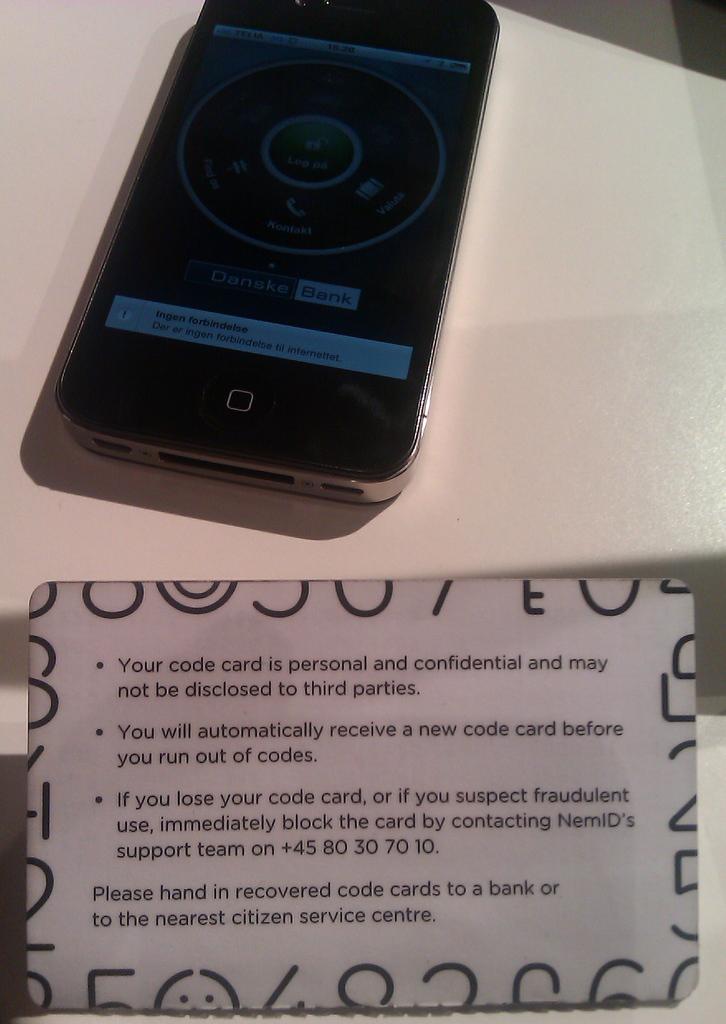 TELIA
15.20
Log på
Find os
Kontakt
Valuta
Danske Bank
Ingen forbindelse
Der er ingen forbindelse til internettet.
• Your code card is personal and confidential and may
not be disclosed to third parties.
• You will automatically receive a new code card before
you run out of codes.
• If you lose your code card, or if you suspect fraudulent
use, immediately block the card by contacting NemID's
support team on +45 80 30 70 10.
Please hand in recovered code cards to a bank or
to the nearest citizen service centre.